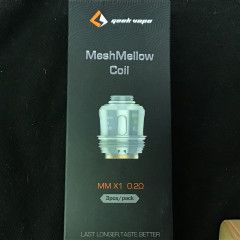 geek vape
MeshMellow
Coil
MM X1 0.2Ω
3pcs/pack
LAST LONGER,TASTE BETTER